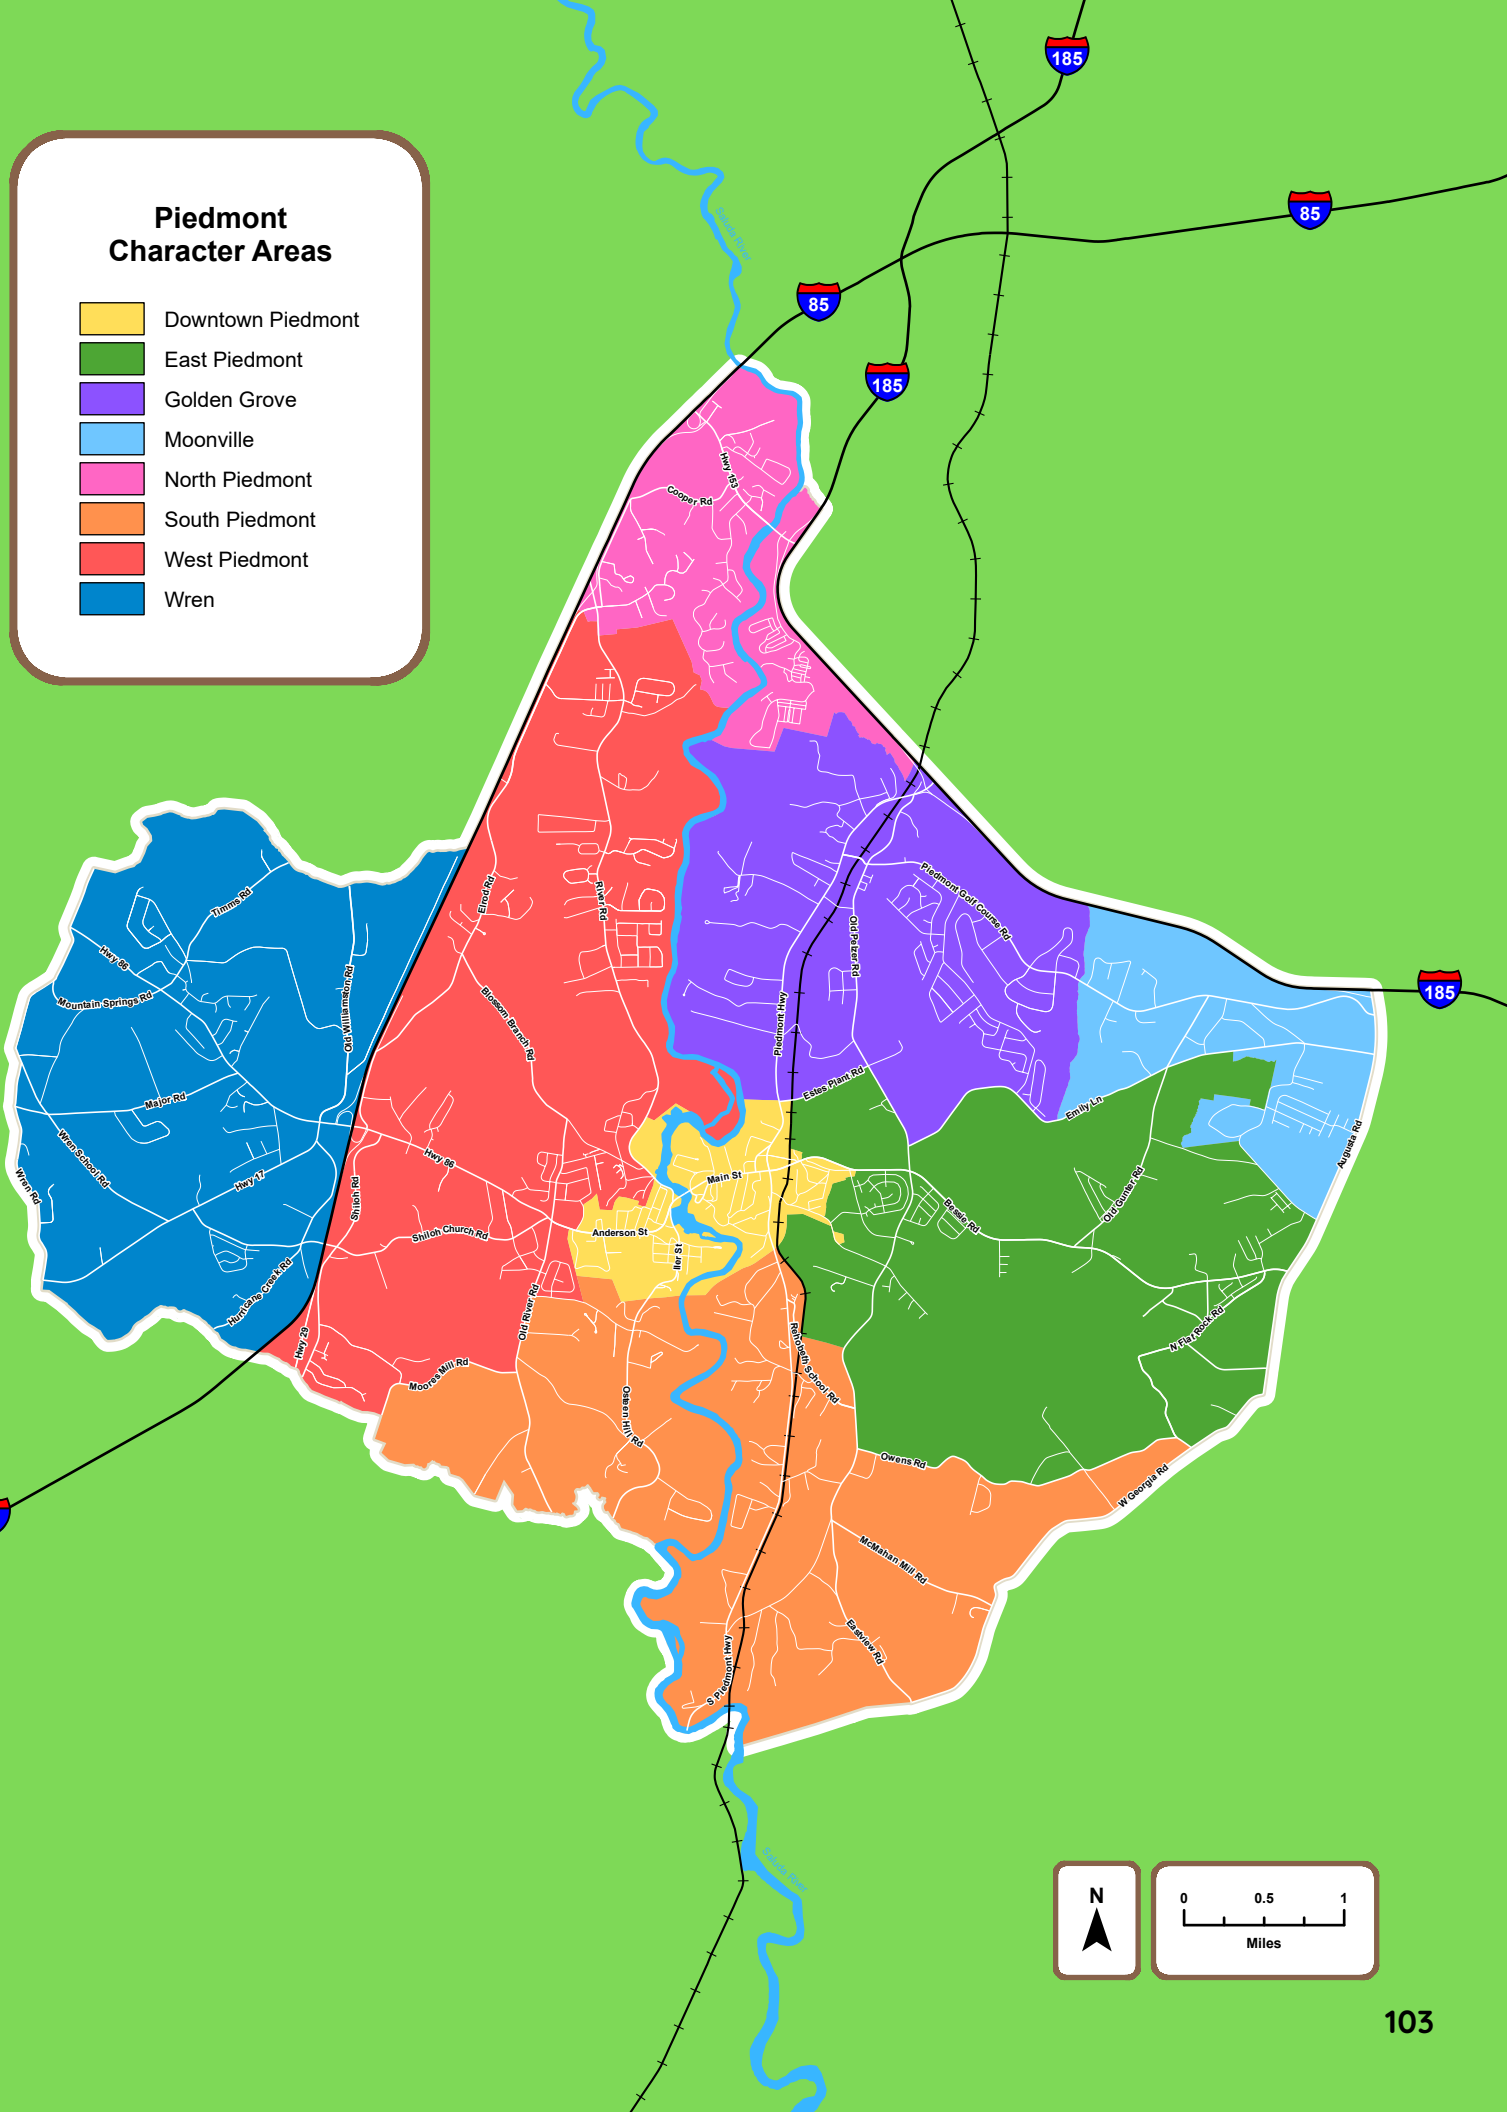 185
85
85
185
Saluda River
Piedmont
Character Areas
Downtown Piedmont
East Piedmont
Golden Grove
Moonville
North Piedmont
South Piedmont
West Piedmont
Wren
Hwy 153
Cooper Rd
Elrod Rd
River Rd
Piedmont Golf Course Rd
Old Pelzer Rd
Timms Rd
Hwy 86
Mountain Springs Rd
Old Williamston Rd
Blossom Branch Rd
Piedmont Hwy
185
Estes Plant Rd
Emily Ln
Major Rd
Wren School Rd
Wren Rd
Hwy 17
Hwy 86
Shiloh Rd
Shiloh Church Rd
Main St
Anderson St
ller St
Bessie Rd
Old Gunter Rd
Augusta Rd
Hurricane Creek Rd
Hwy 29
Old River Rd
Moores Mill Rd
Rehobeth School Rd
N Flat Rock Rd
Osteen Hill Rd
Owens Rd
W Georgia Rd
McMahan Mill Rd
Eastview Rd
S Piedmont Hwy
Saluda River
N
0 0.5 1
Miles
103